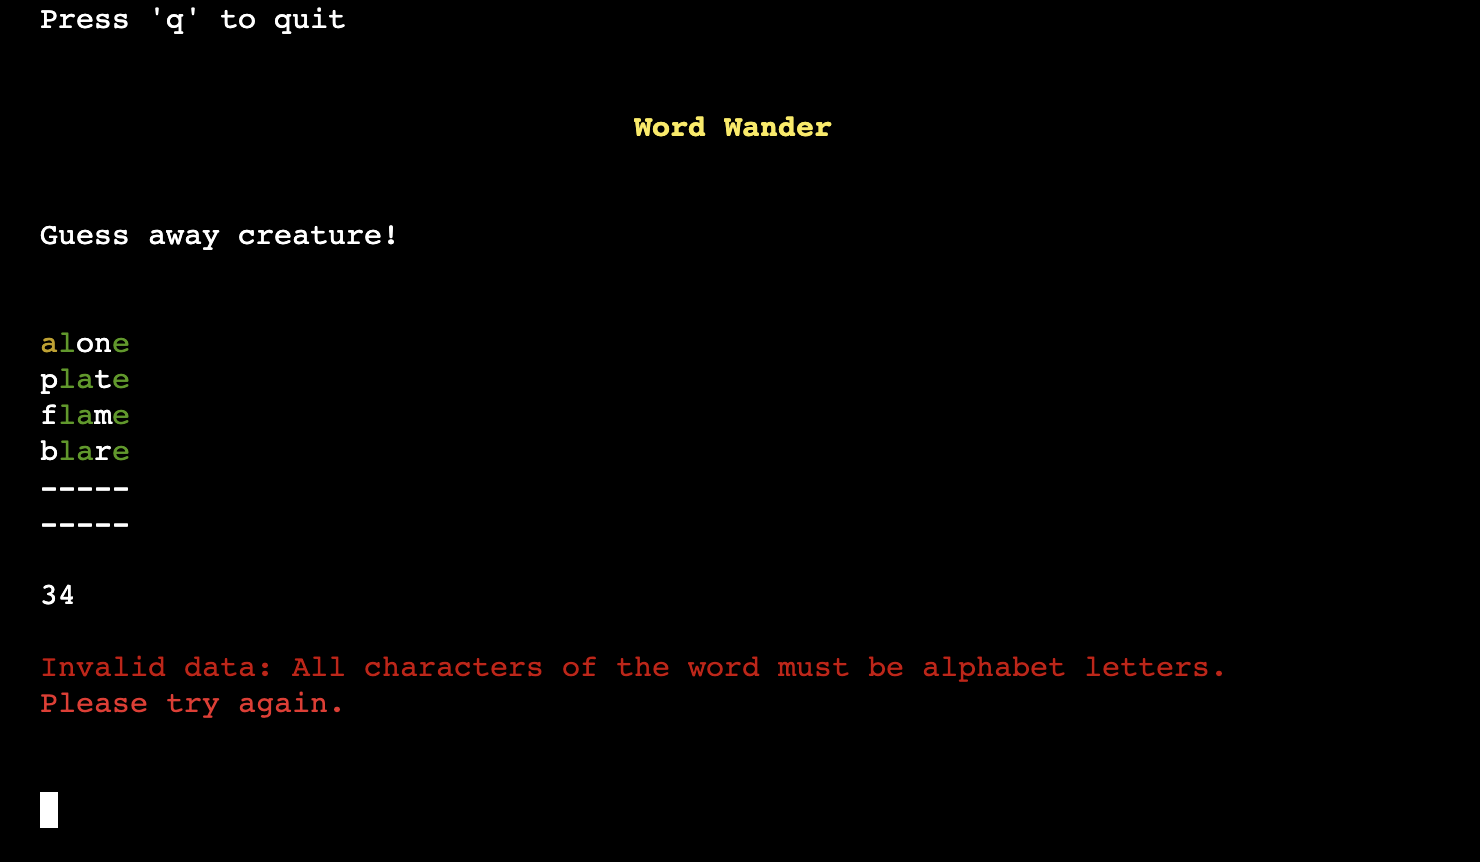 Press 'q' to quit
Word Wander
Guess away creature!
alone
plate
flame
blare
-----
-----
34
Invalid data: All characters of the word must be alphabet letters.
Please try again.